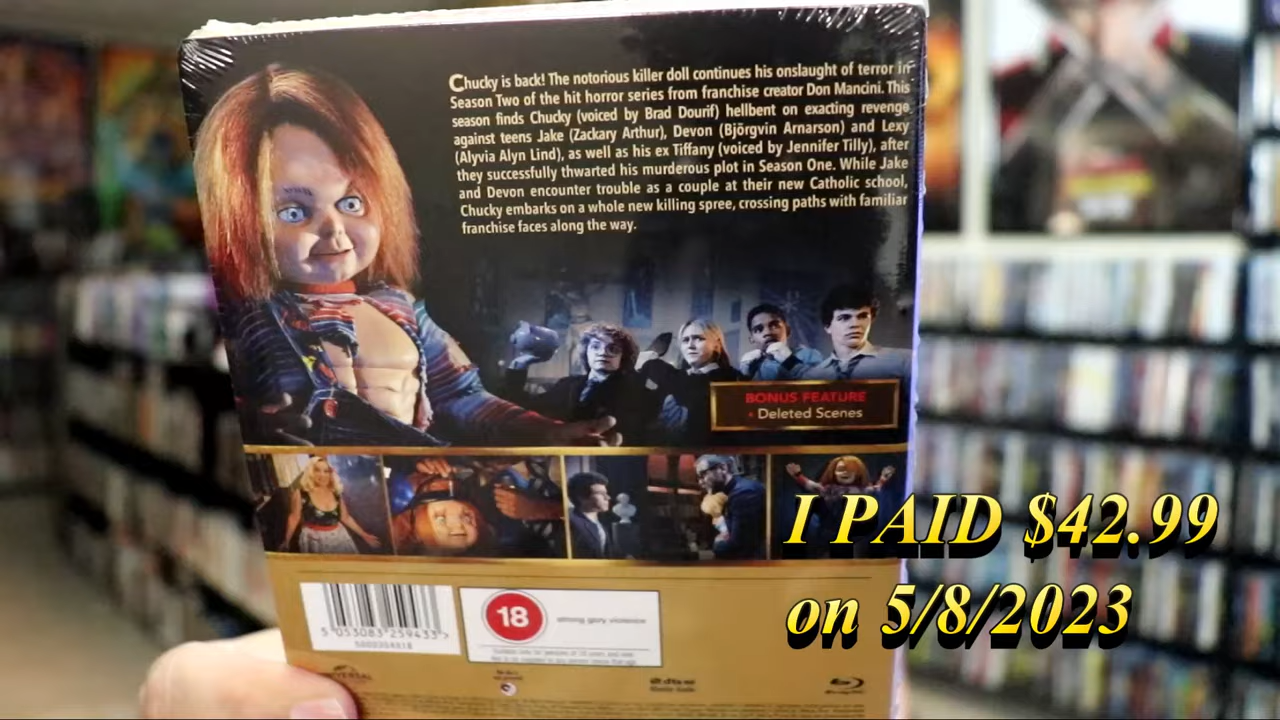 Chucky is back! The notorious killer doll continues his onslaught of terror in
Season Two of the hit horror series from franchise creator Don Mancini. This
season finds Chucky (voiced by Brad Dourif) hellbent on exacting revenge
against teens Jake (Zackary Arthur), Devon (Björgvin Arnarson) and Lexy
(Alyvia Alyn Lind), as well as his ex Tiffany (voiced by Jennifer Tilly), after
they successfully thwarted his murderous plot in Season One. While Jake
and Devon encounter trouble as a couple at their new Catholic school,
Chucky embarks on a whole new killing spree, crossing paths with familiar
franchise faces along the way.
BONUS FEATURE
• Deleted Scenes
I PAID $42.99
on 5/8/2023
5 053083 259433 >
18
strong gory violence